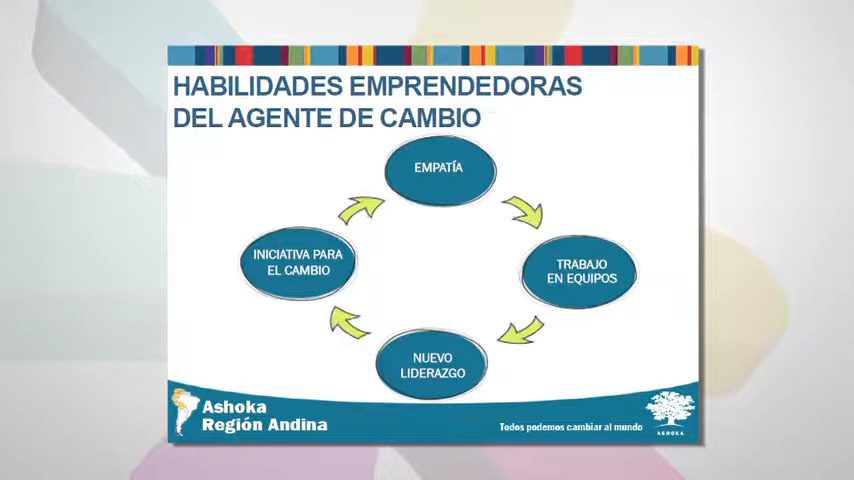 HABILIDADES EMPRENDEDORAS
DEL AGENTE DE CAMBIO
EMPATÍA
INICIATIVA PARA
EL CAMBIO
TRABAJO
EN EQUIPOS
NUEVO
LIDERAZGO
Ashoka
Región Andina
Todos podemos cambiar al mundo
ASHOKA